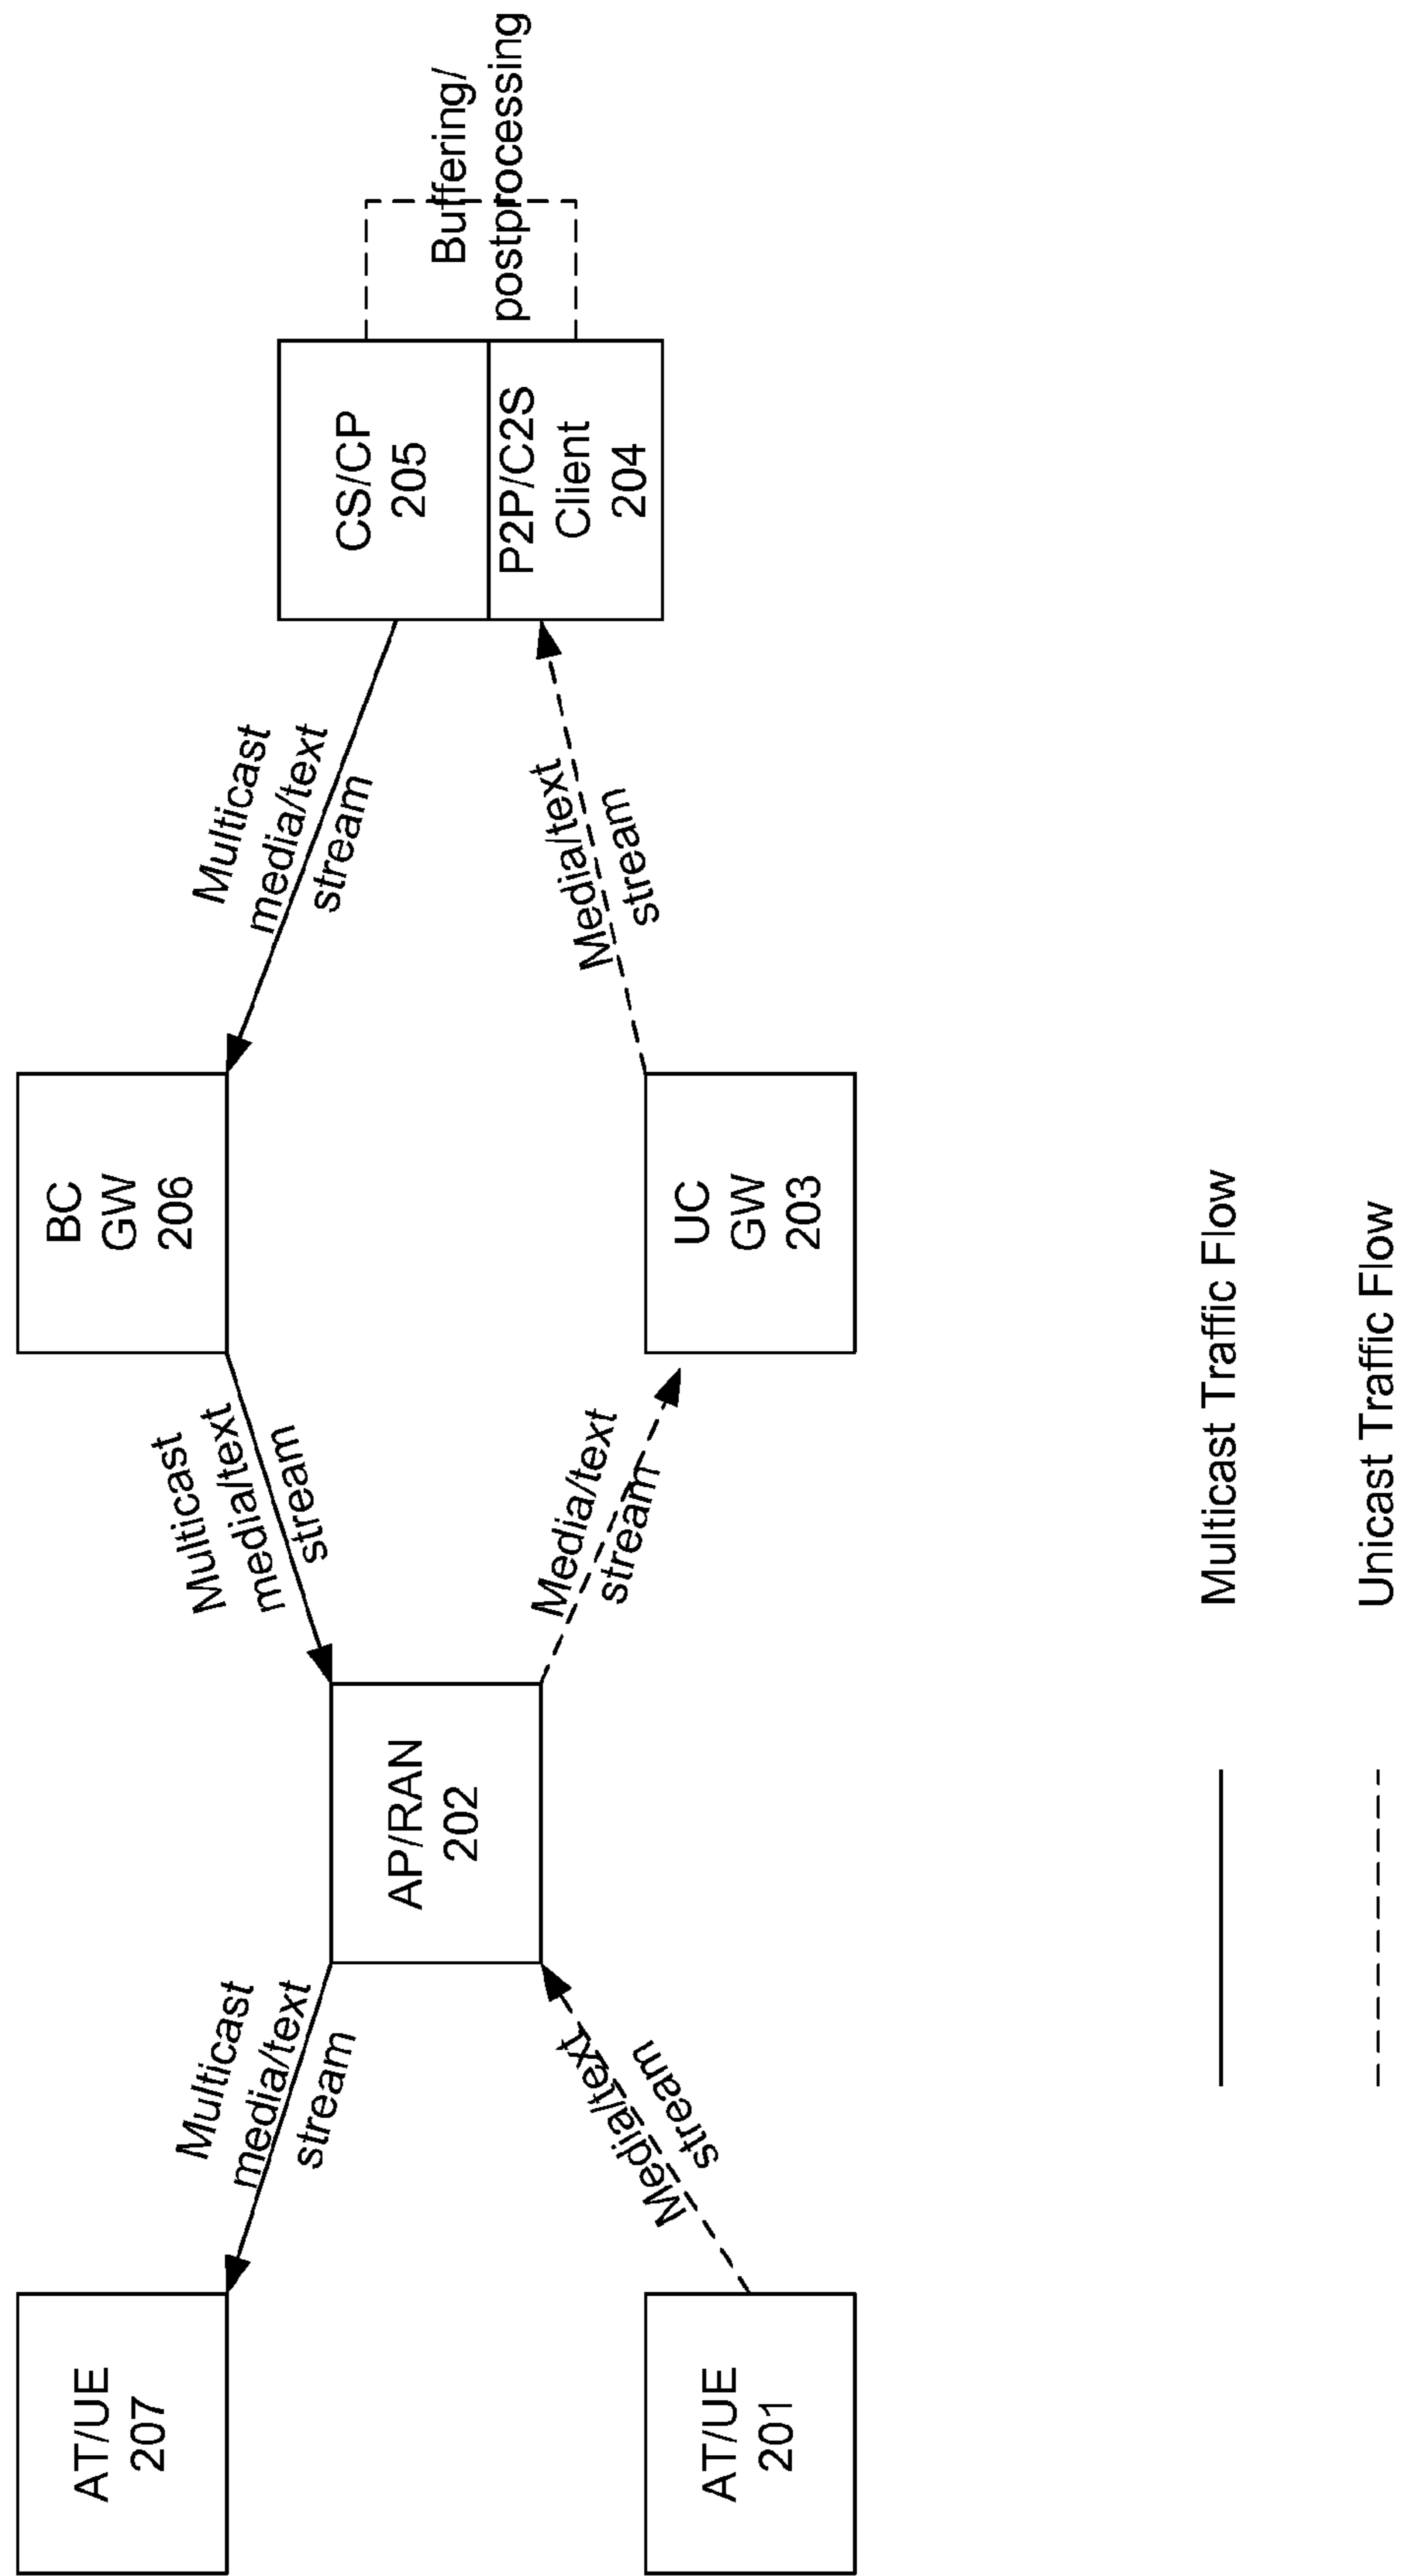 AT/UE
207
Multicast
media/text
stream
AP/RAN
202
Multicast
media/text
stream
BC
GW
206
Multicast
media/text
stream
CS/CP
205
P2P/C2S
Client
204
Buffering/
postprocessing
AT/UE
201
Media/text
stream
Media/text
stream
UC
GW
203
Media/text
stream
Multicast Traffic Flow
Unicast Traffic Flow